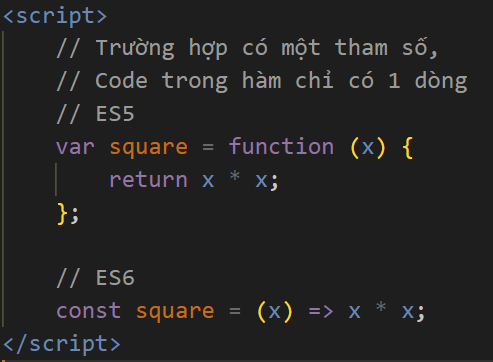 <script>
    // Trường hợp có một tham số,
    // Code trong hàm chỉ có 1 dòng
    // ES5
    var square = function (x) {
        return x * x;
    };

    // ES6
    const square = (x) => x * x;
</script>